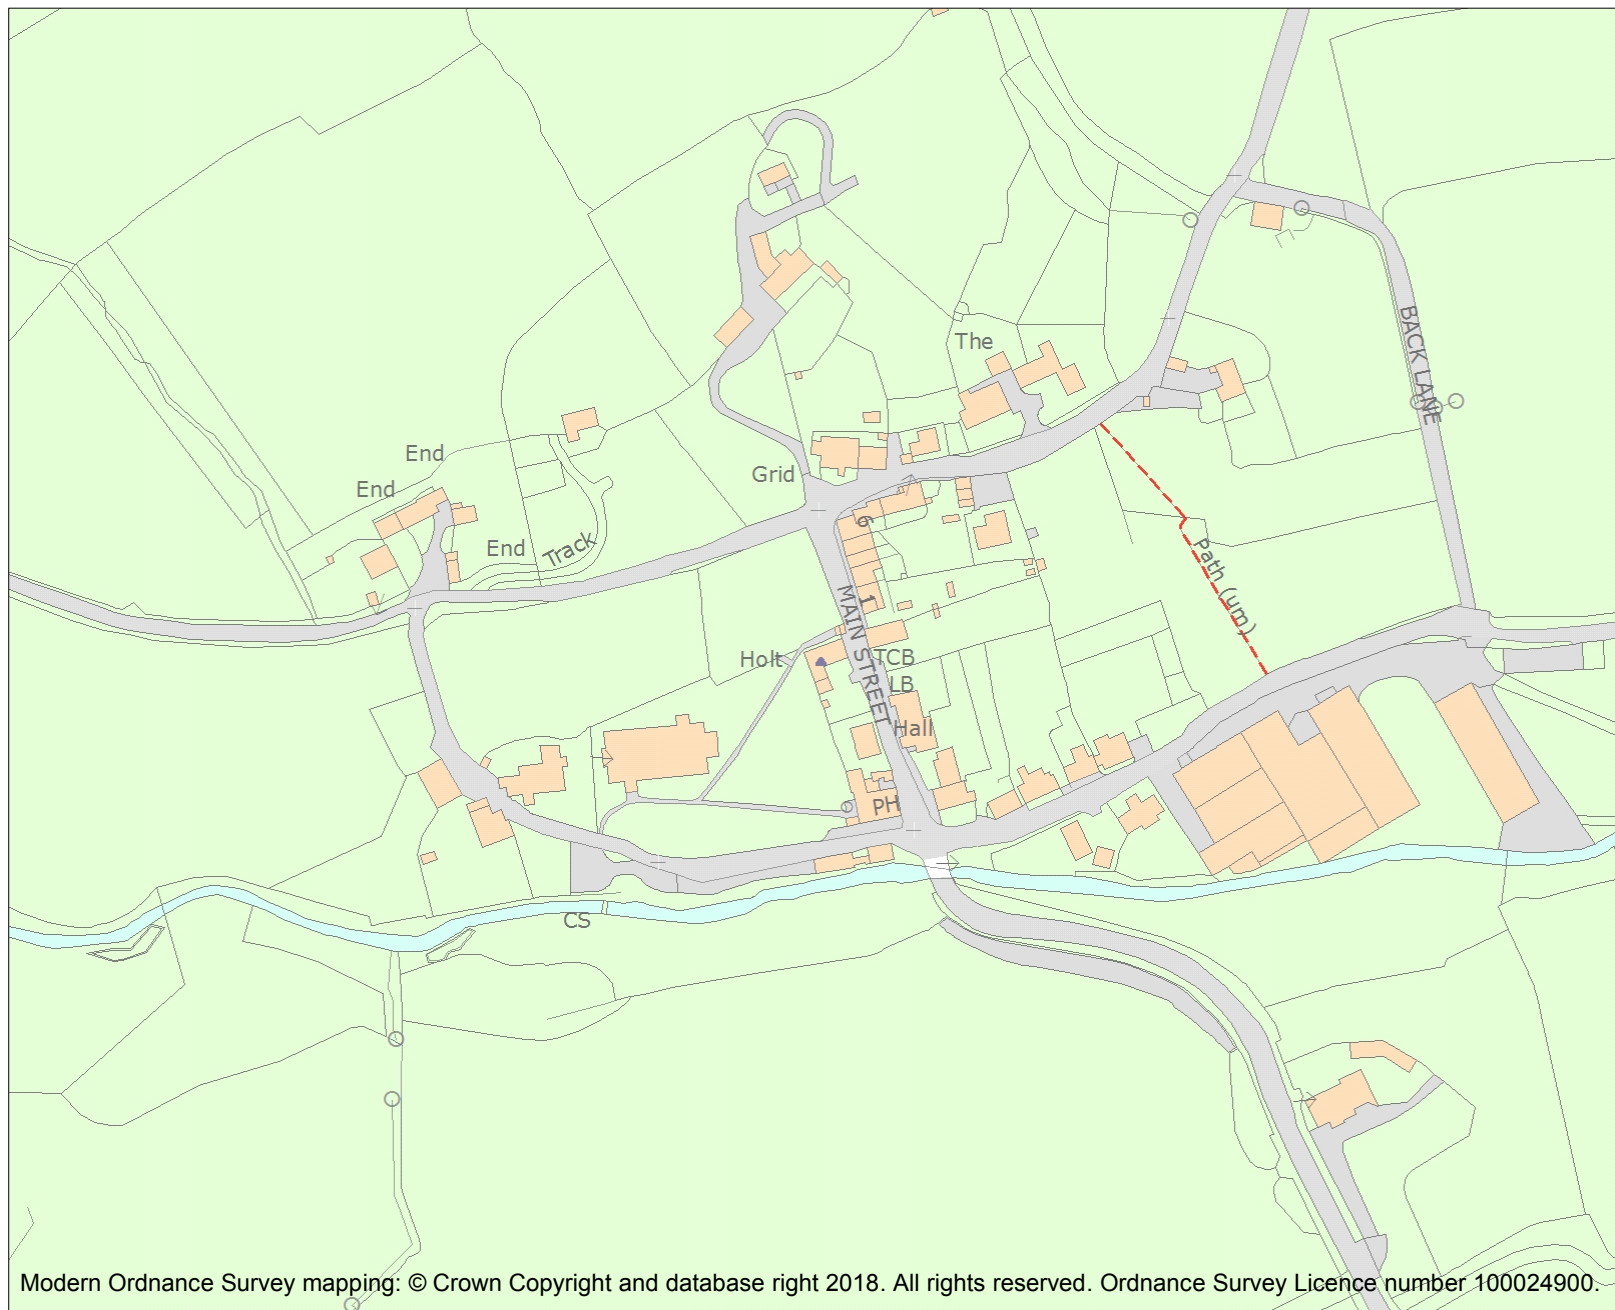 The
BACK LANE
End
End
Grid
6
End
Track
Path (um)
1
MAIN STREET
Holt
TCB
LB
Hall
PH
CS
Modern Ordnance Survey mapping: © Crown Copyright and database right 2018. All rights reserved. Ordnance Survey Licence number 100024900.